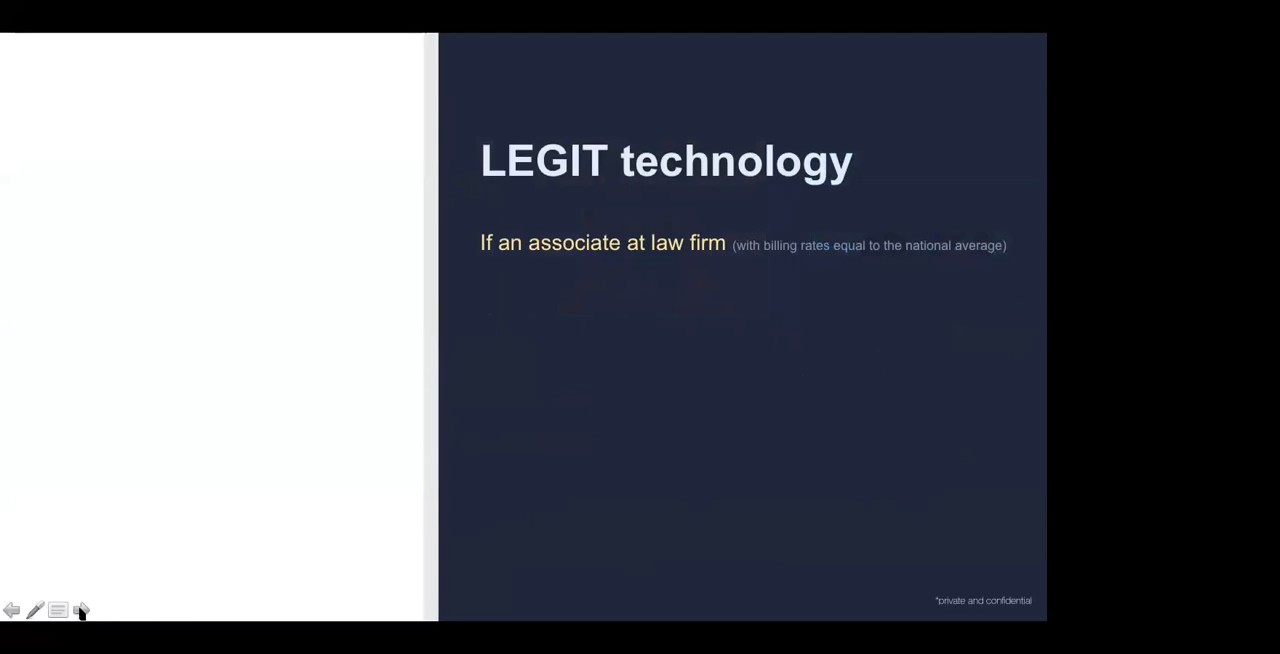 LEGIT technology
If an associate at law firm (with billing rates equal to the national average)
*private and confidential